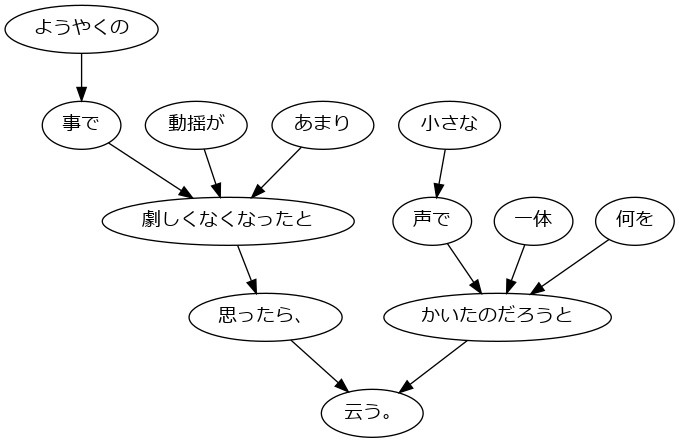 ようやくの
事で
動揺が
あまり
小さな
劇しくなくなったと
声で
一体
何を
思ったら、
かいたのだろうと
云う。